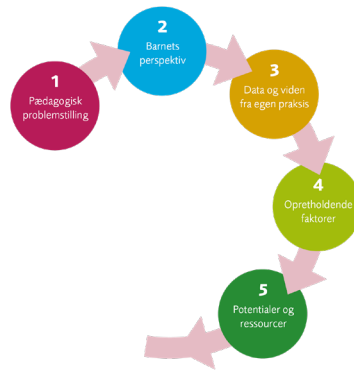 1
Pædagogisk
problemstilling
2
Barnets
perspektiv
3
Data og viden
fra egen praksis
4
Opretholdende
faktorer
5
Potentialer og
ressourcer